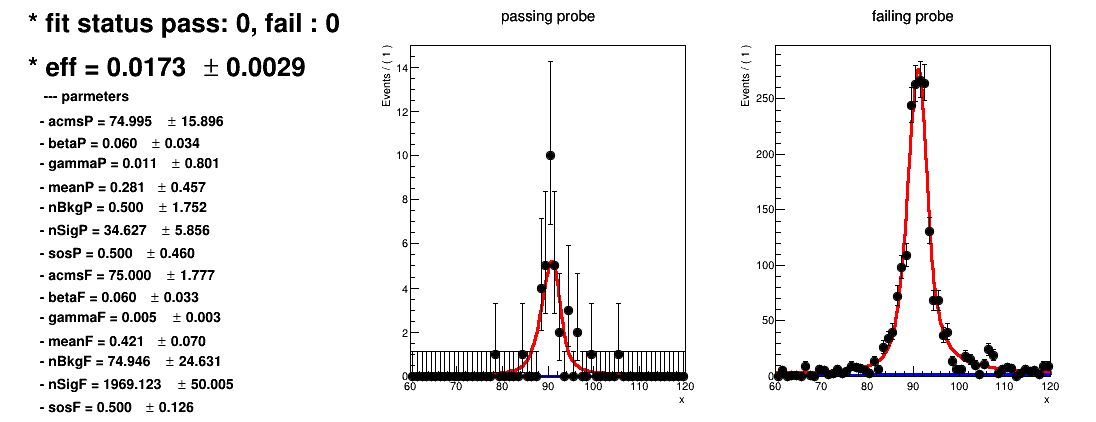 * fit status pass: 0, fail : 0
* eff = 0.0173 ± 0.0029
--- parmeters
- acmsP = 74.995 ± 15.896
- betaP = 0.060 ± 0.034
- gammaP = 0.011 ± 0.801
- meanP = 0.281 ± 0.457
- nBkgP = 0.500 ± 1.752
- nSigP = 34.627 ± 5.856
- sosP = 0.500 ± 0.460
- acmsF = 75.000 ± 1.777
- betaF = 0.060 ± 0.033
- gammaF = 0.005 ± 0.003
- meanF = 0.421 ± 0.070
- nBkgF = 74.946 ± 24.631
- nSigF = 1969.123 ± 50.005
- sosF = 0.500 ± 0.126
passing probe
Events / ( 1 )
14
12
10
8
6
4
2
0
60 70 80 90 100 110 120
x
failing probe
Events / ( 1 )
250
200
150
100
50
0
60 70 80 90 100 110 120
x